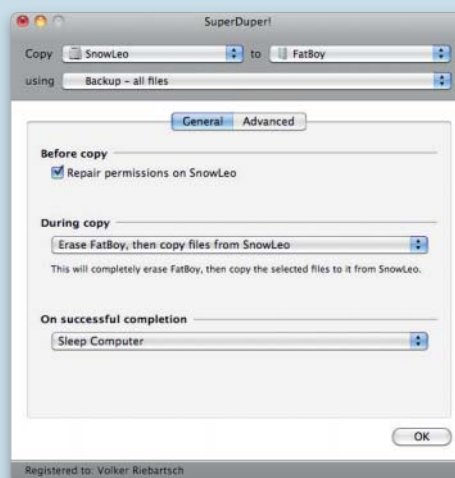 SuperDuper!
Copy SnowLeo to FatBoy
using Backup - all files
General Advanced
Before copy
Repair permissions on SnowLeo
During copy
Erase FatBoy, then copy files from SnowLeo
This will completely erase FatBoy, then copy the selected files to it from SnowLeo.
On successful completion
Sleep Computer
OK
Registered to: Volker Riebartsch